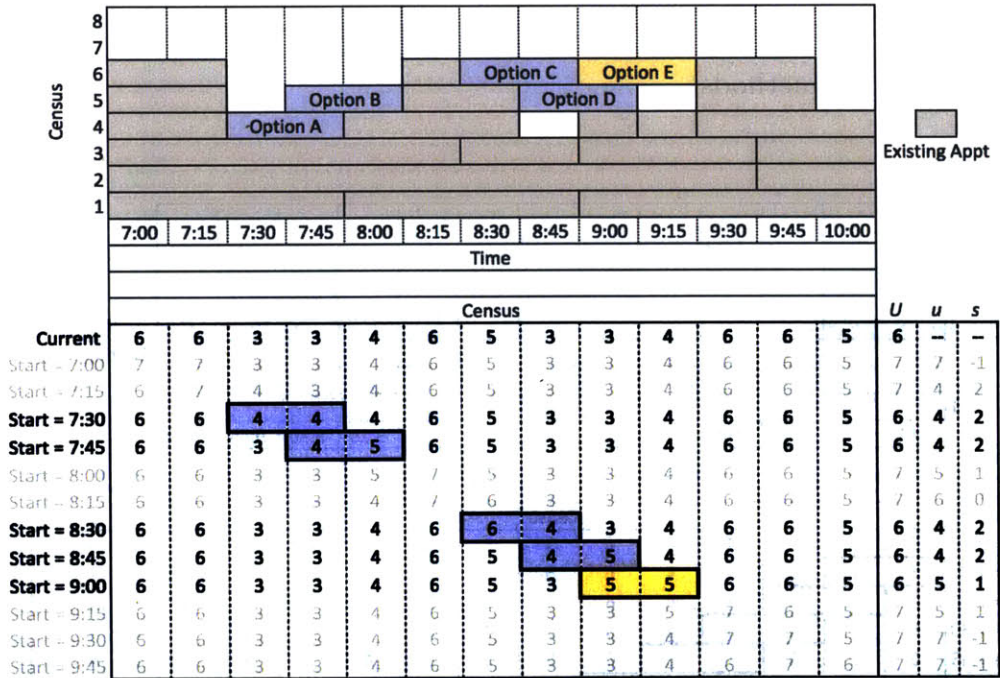 8
7
6 Option C Option E
5 Option B Option D
4 Option A
3
2
1
Census
Existing Appt
7:00 7:15 7:30 7:45 8:00 8:15 8:30 8:45 9:00 9:15 9:30 9:45 10:00
Time
Census U u s
Current 6 6 3 3 4 6 5 3 3 4 6 6 5 6 -- --
Start = 7:00 7 7 3 3 4 6 5 3 3 4 6 6 5 7 7 -1
Start = 7:15 6 7 4 3 4 6 5 3 3 4 6 6 5 7 4 2
Start = 7:30 6 6 4 4 4 6 5 3 3 4 6 6 5 6 4 2
Start = 7:45 6 6 3 4 5 6 5 3 3 4 6 6 5 6 4 2
Start = 8:00 6 6 3 3 5 7 5 3 3 4 6 6 5 7 5 1
Start = 8:15 6 6 3 3 4 7 6 3 3 4 6 6 5 7 6 0
Start = 8:30 6 6 3 3 4 6 6 4 3 4 6 6 5 6 4 2
Start = 8:45 6 6 3 3 4 6 5 4 5 4 6 6 5 6 4 2
Start = 9:00 6 6 3 3 4 6 5 3 5 5 6 6 5 6 5 1
Start = 9:15 6 6 3 3 4 6 5 3 3 5 7 6 5 7 5 1
Start = 9:30 6 6 3 3 4 6 5 3 3 4 7 7 5 7 7 -1
Start = 9:45 6 6 3 3 4 6 5 3 3 4 6 7 6 7 7 -1